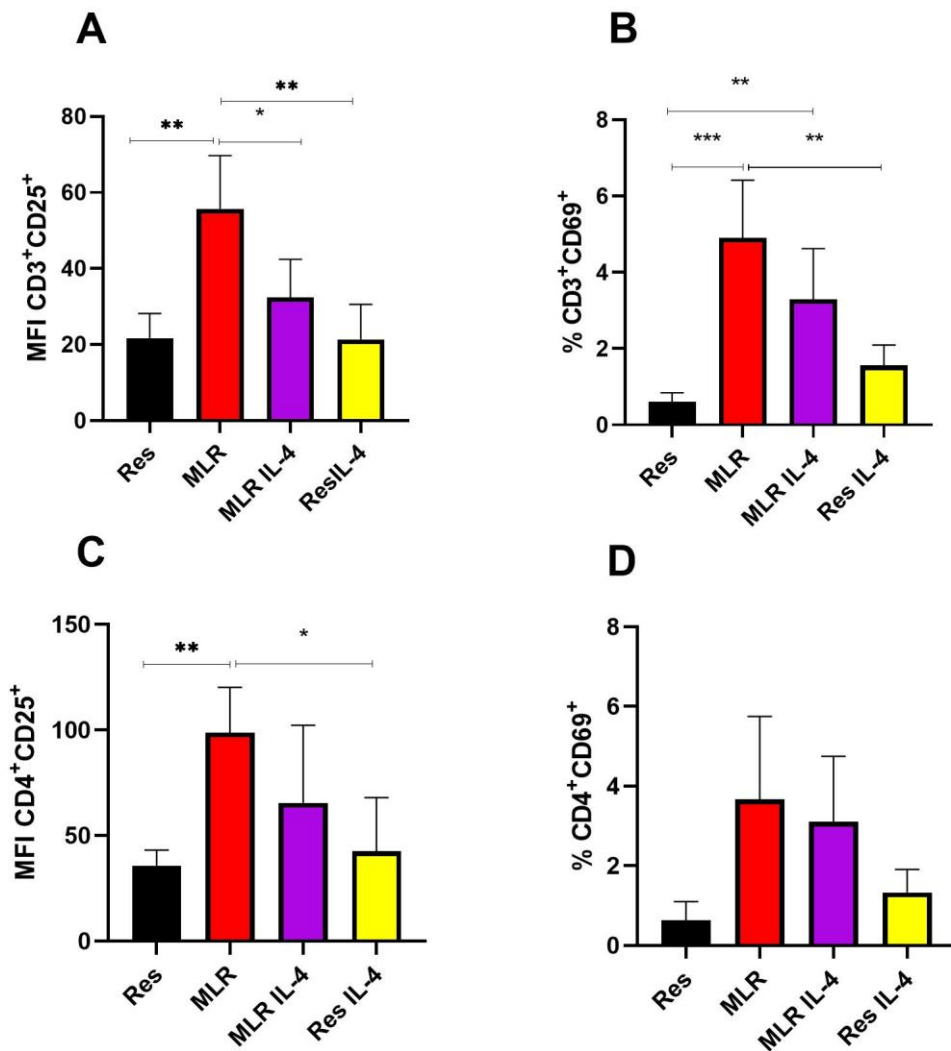 A
MFI CD3⁺CD25⁺
80
60
40
20
0
**
**
*
Res
MLR
MLR IL-4
ResIL-4
B
% CD3⁺CD69⁺
8
6
4
2
0
**
***
**
Res
MLR
MLR IL-4
Res IL-4
C
MFI CD4⁺CD25⁺
150
100
50
0
**
*
Res
MLR
MLR IL-4
Res IL-4
D
% CD4⁺CD69⁺
8
6
4
2
0
Res
MLR
MLR IL-4
Res IL-4